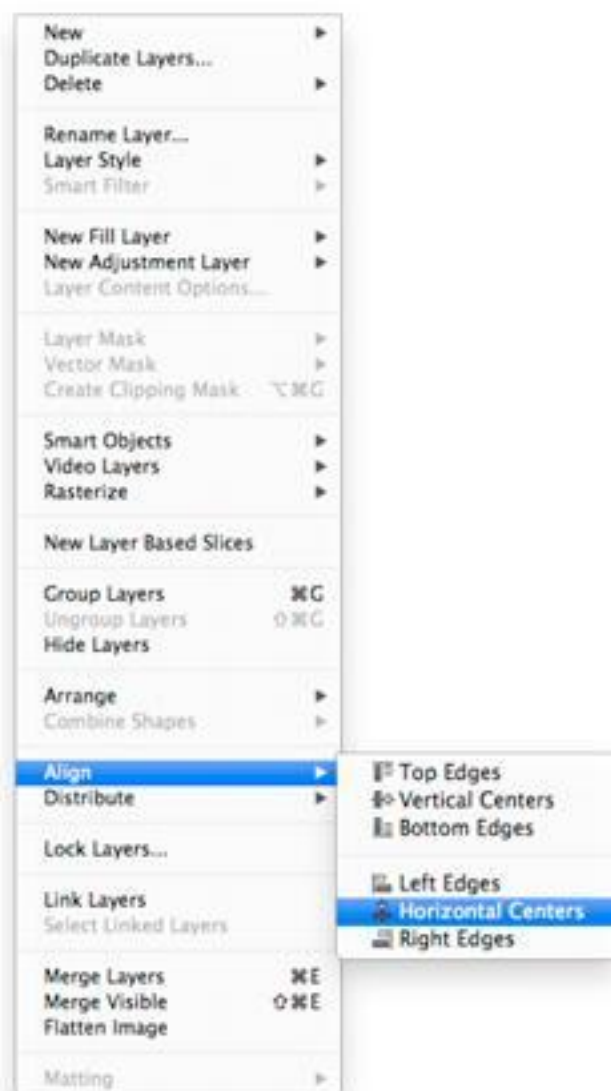 New
Duplicate Layers...
Delete
Rename Layer...
Layer Style
Smart Filter
New Fill Layer
New Adjustment Layer
Layer Content Options...
Layer Mask
Vector Mask
Create Clipping Mask ⌥⌘G
Smart Objects
Video Layers
Rasterize
New Layer Based Slices
Group Layers ⌘G
Ungroup Layers ⇧⌘G
Hide Layers
Arrange
Combine Shapes
Align
Distribute
Lock Layers...
Link Layers
Select Linked Layers
Merge Layers ⌘E
Merge Visible ⇧⌘E
Flatten Image
Matting
Top Edges
Vertical Centers
Bottom Edges
Left Edges
Horizontal Centers
Right Edges